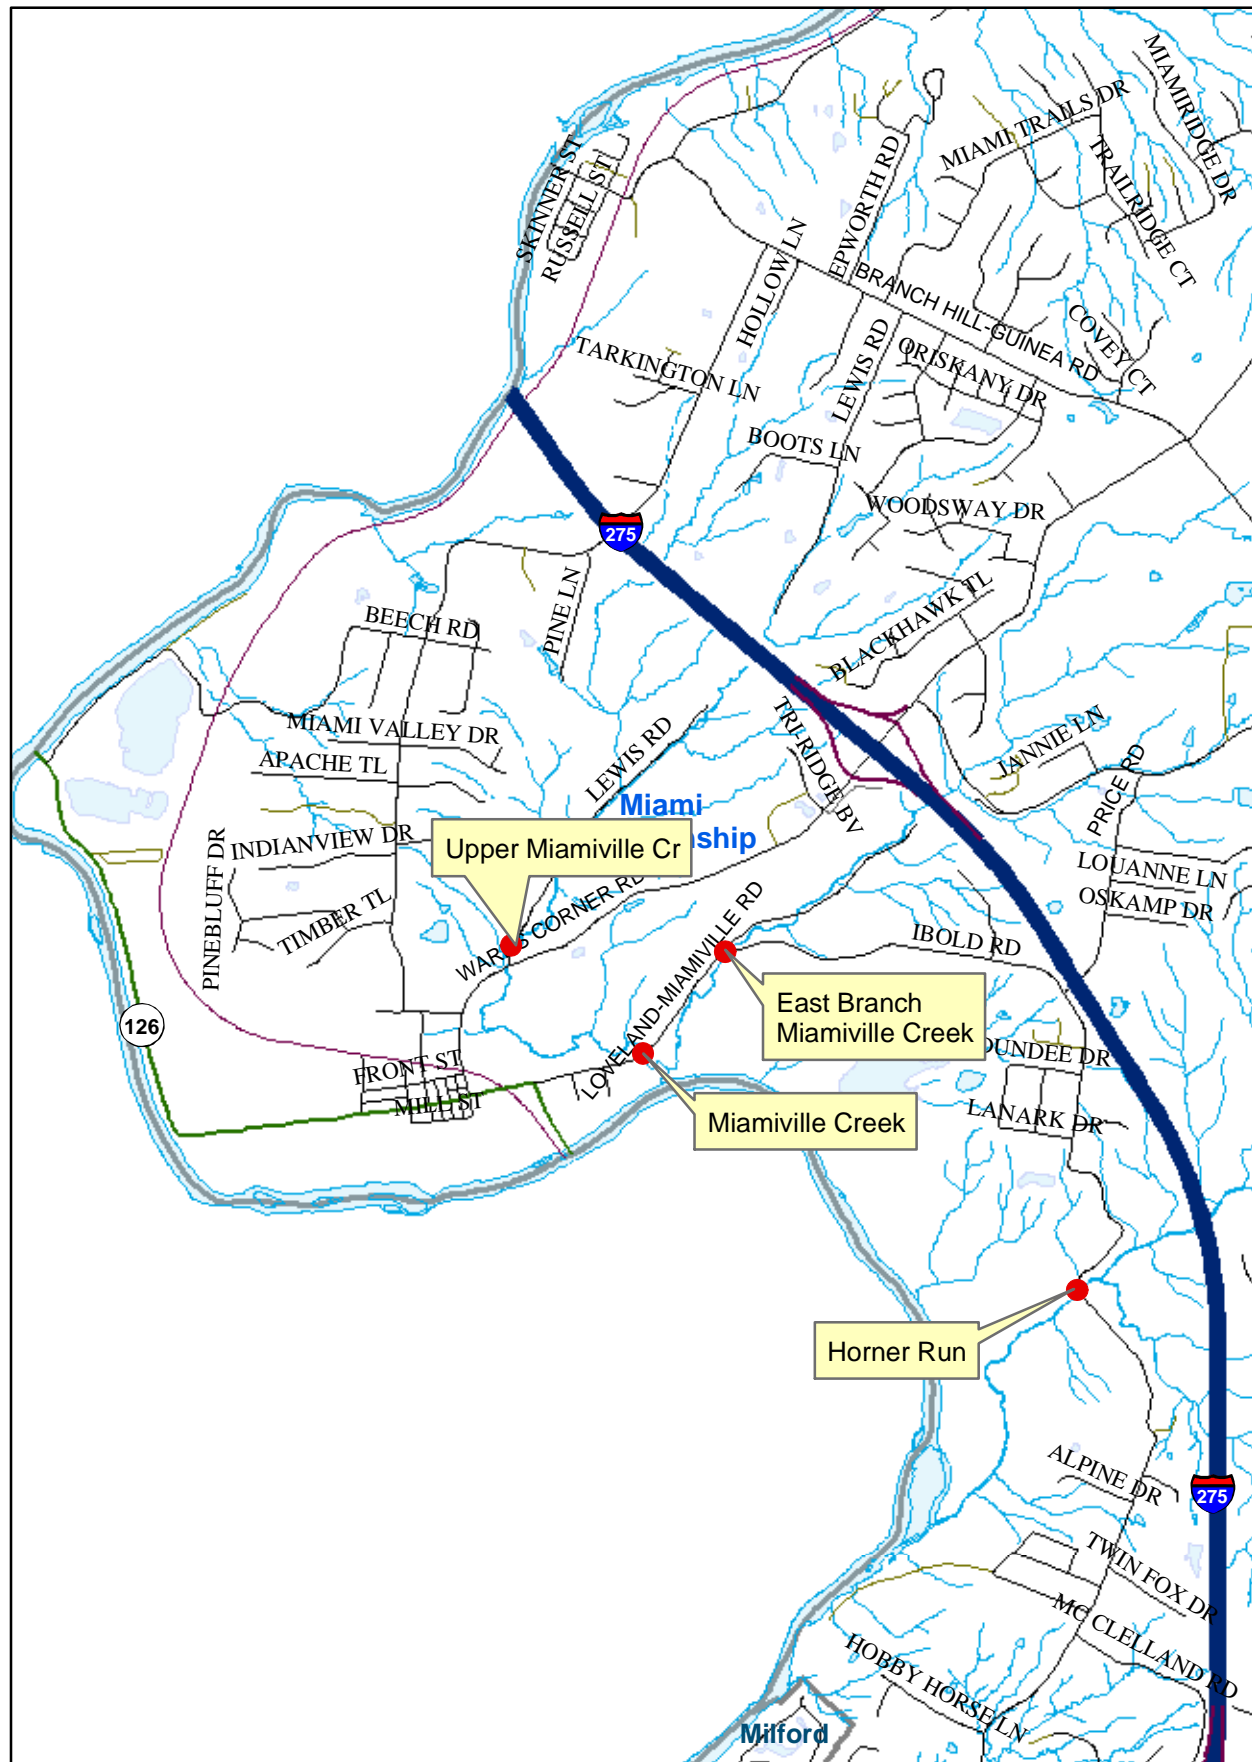 MIAMIRIDGE DR
MIAMI TRAILS DR
TRAILRIDGE CT
SKINNER ST
RUSSELL ST
EPWORTH RD
HOLLOW LN
BRANCH HILL-GUINEA RD
COVEY CT
LEWIS RD
ORISKANY DR
TARKINGTON LN
BOOTS LN
WOODSWAY DR
275
BLACKHAWK TL
PINE LN
BEECH RD
MIAMI VALLEY DR
APACHE TL
LEWIS RD
TRI-RIDGE BV
JANNIE LN
PRICE RD
Miami
nship
INDIANVIEW DR
Upper Miamiville Cr
PINEBLUFF DR
TIMBER TL
WARDS CORNER RD
LOVELAND-MIAMIVILLE RD
LOUANNE LN
OSKAMP DR
IBOLD RD
East Branch
Miamiville Creek
126
DUNDEE DR
FRONT ST
MILL ST
LANARK DR
Miamiville Creek
Horner Run
ALPINE DR
275
TWIN FOX DR
MC CLELLAND RD
HOBBY HORSE LN
Milford